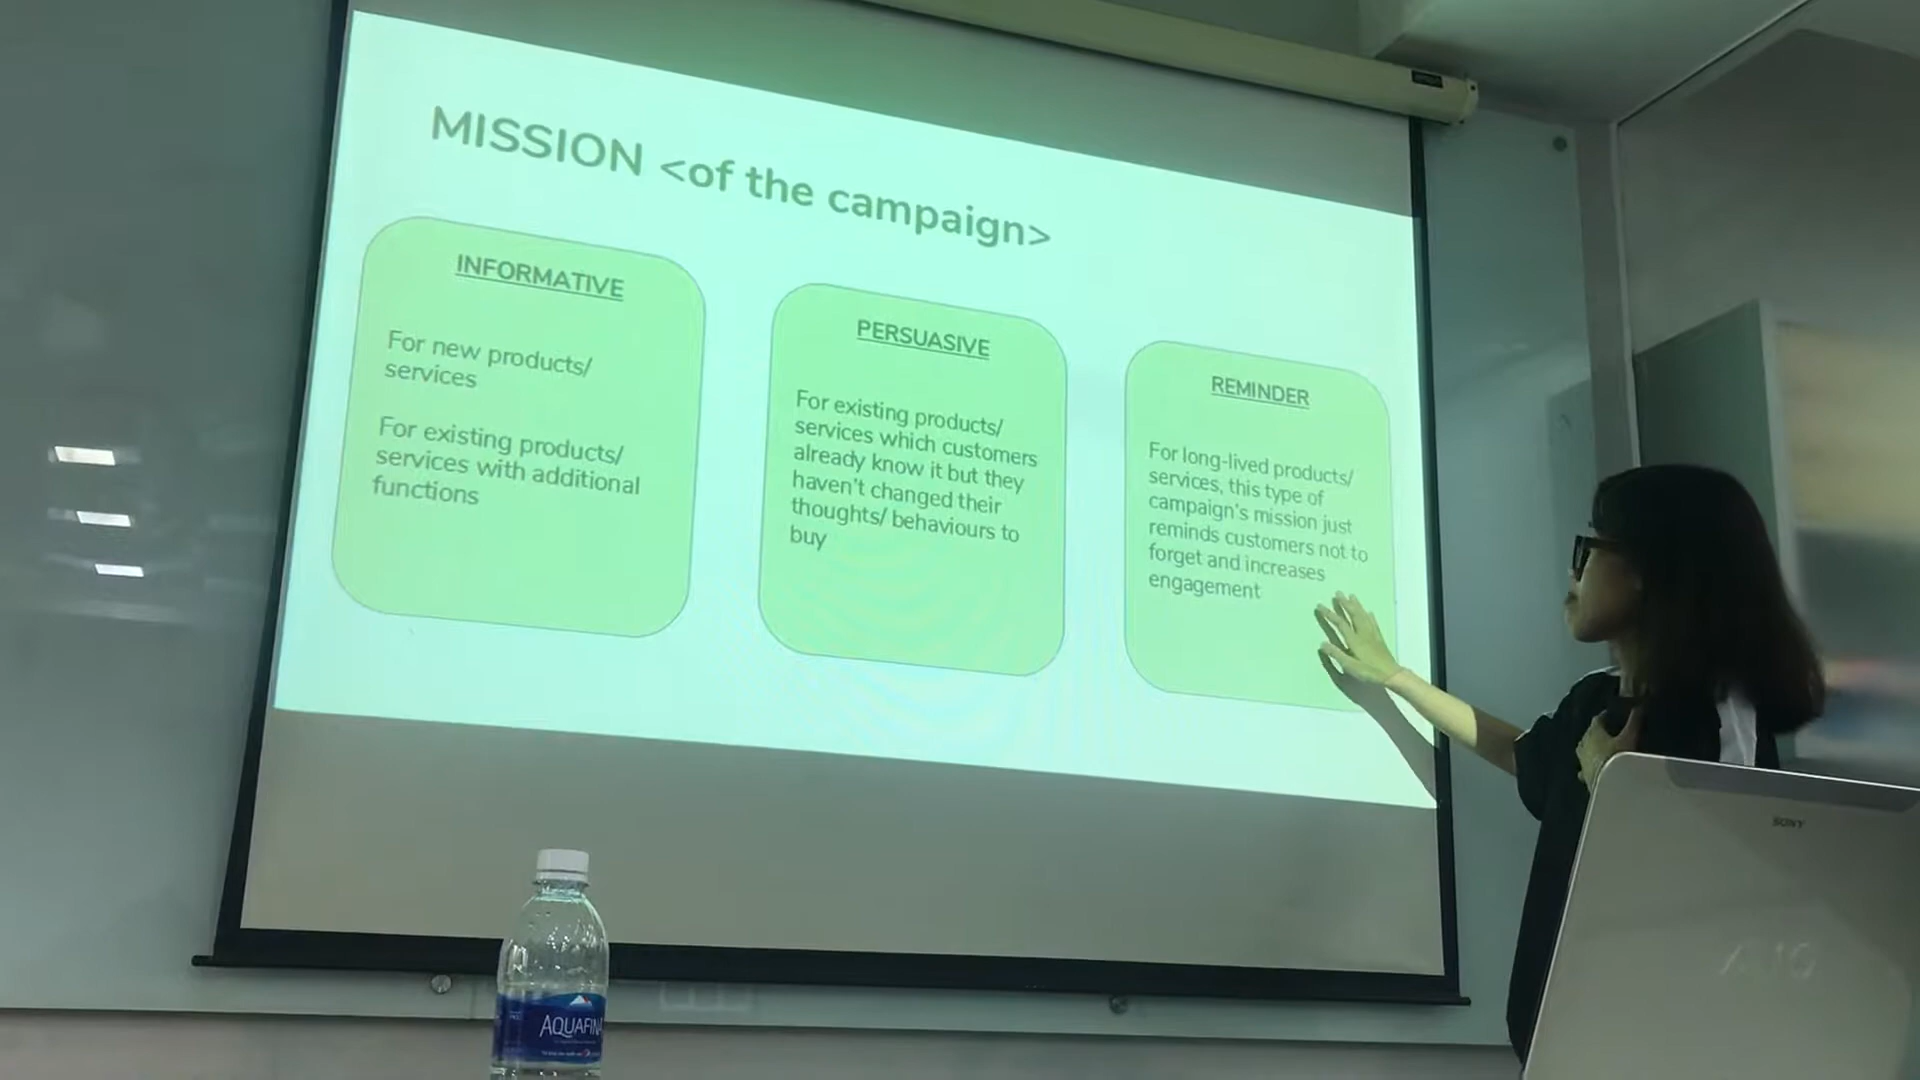 MISSION <of the campaign>
INFORMATIVE
For new products/
services
For existing products/
services with additional
functions
PERSUASIVE
For existing products/
services which customers
already know it but they
haven't changed their
thoughts/ behaviours to
buy
REMINDER
For long-lived products/
services, this type of
campaign's mission just
reminds customers not to
forget and increases
engagement
SONY
AQUAFINA